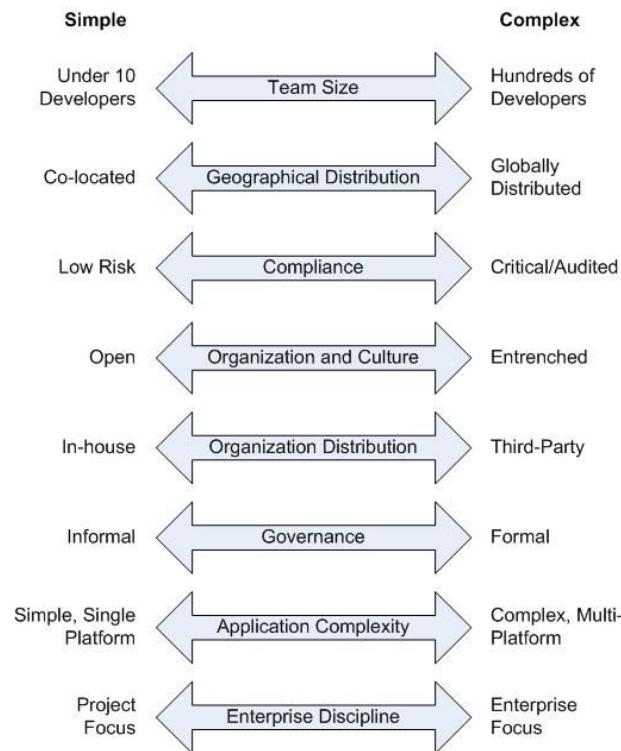 Simple
Complex
Under 10
Developers
Team Size
Hundreds of
Developers
Co-located
Geographical Distribution
Globally
Distributed
Low Risk
Compliance
Critical/Audited
Open
Organization and Culture
Entrenched
In-house
Organization Distribution
Third-Party
Informal
Governance
Formal
Simple, Single
Platform
Application Complexity
Complex, Multi-
Platform
Project
Focus
Enterprise Discipline
Enterprise
Focus